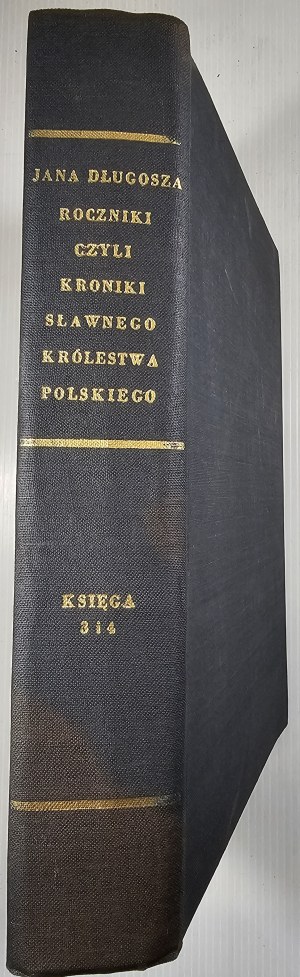 JANA DŁUGOSZA
ROCZNIKI
CZYLI
KRONIKI
SŁAWNEGO
KRÓLESTWA
POLSKIEGO
KSIĘGA
3 i 4